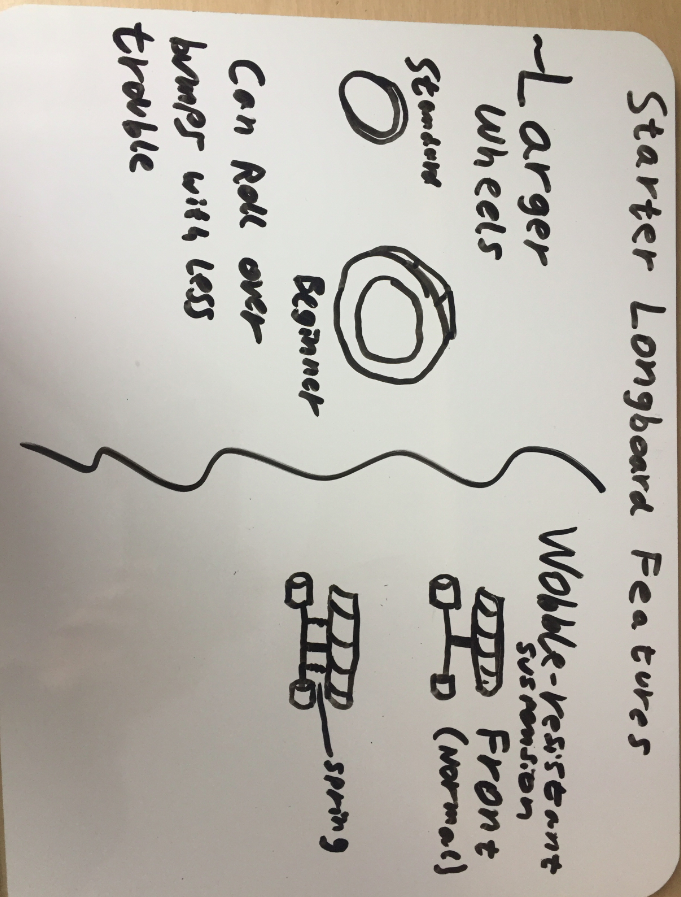 Starter Longboard Features
~Larger
Wheels
Standard
Beginner
Can Roll over
bumps with less
trouble
Wobble-resistant
suspension
Front
(Normal)
spring